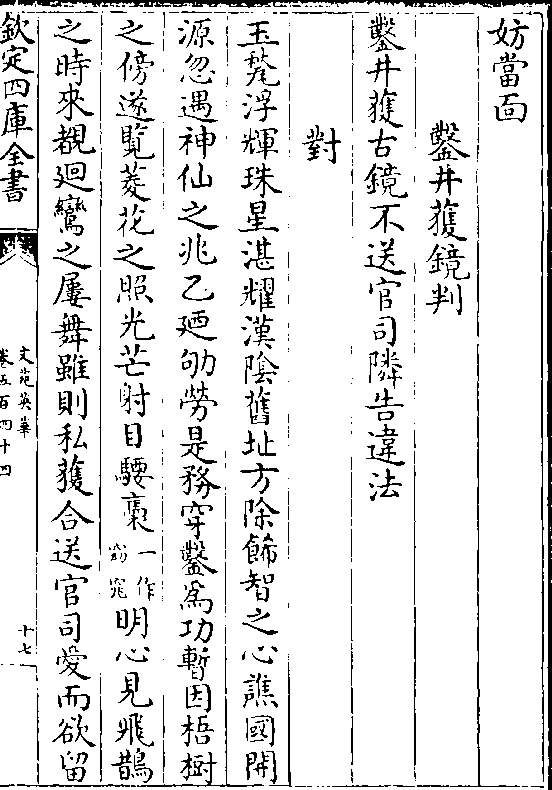 妨當面
鑿井獲鏡判
鑿井獲古鏡不送官司隣告違法
對
玉甃浮輝珠星湛耀漢陰舊址方除飾智之心譙國開
源忽遇神仙之兆乙廼劬勞是務穿鑿為功暫因梧樹
之傍遂覧菱花之照光芒射目騕褭一作窈窕明心見飛鵲
之時來覩迴鸞之屢舞雖則私獲合送官司愛而欲留
欽定四庫全書
文苑英華
卷五百四十四
十七